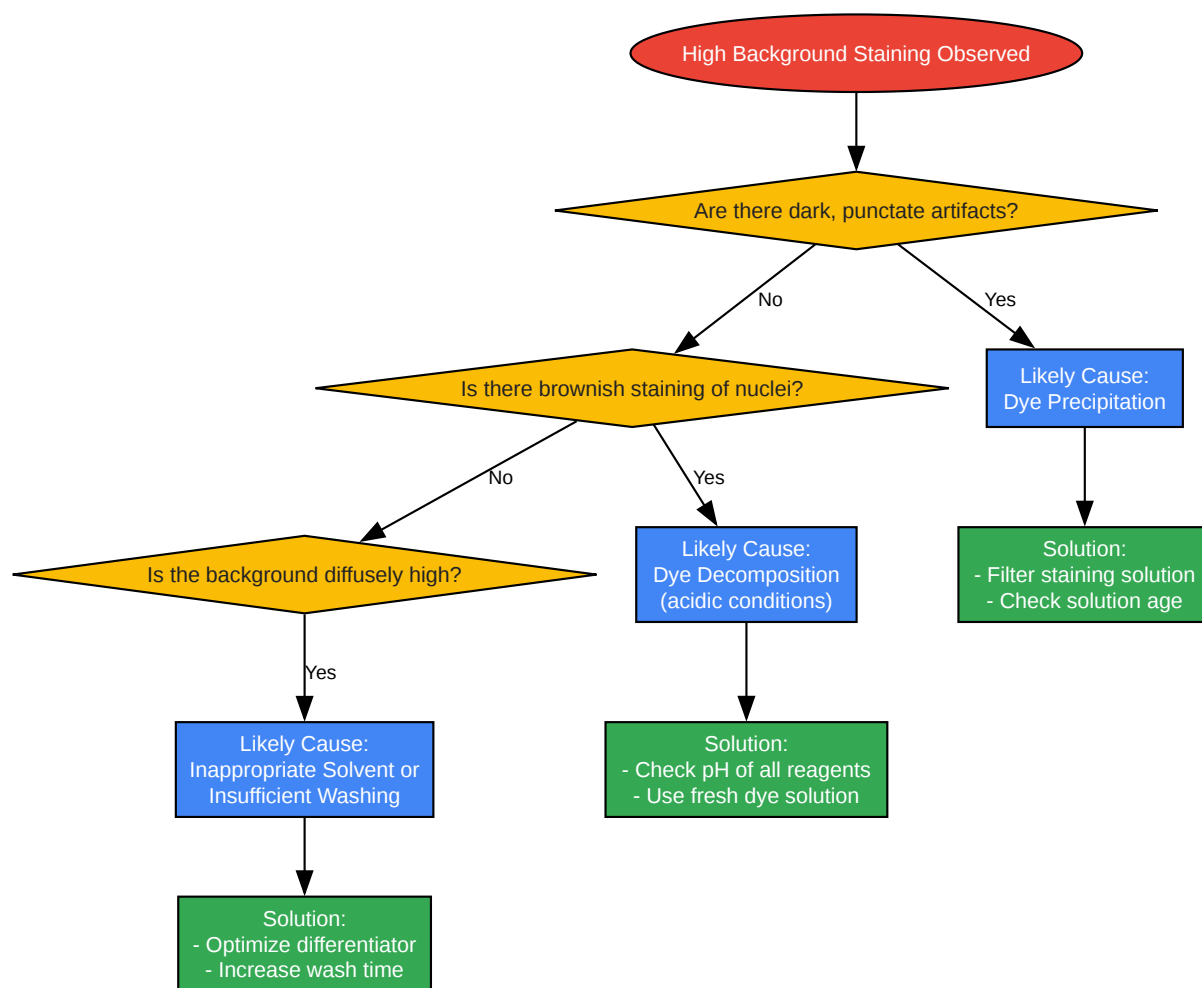 High Background Staining Observed
Are there dark, punctate artifacts?
No
Yes
Is there brownish staining of nuclei?
Likely Cause:
Dye Precipitation
No
Yes
Is the background diffusely high?
Likely Cause:
Dye Decomposition
(acidic conditions)
Solution:
- Filter staining solution
- Check solution age
Yes
Likely Cause:
Inappropriate Solvent or
Insufficient Washing
Solution:
- Check pH of all reagents
- Use fresh dye solution
Solution:
- Optimize differentiator
- Increase wash time